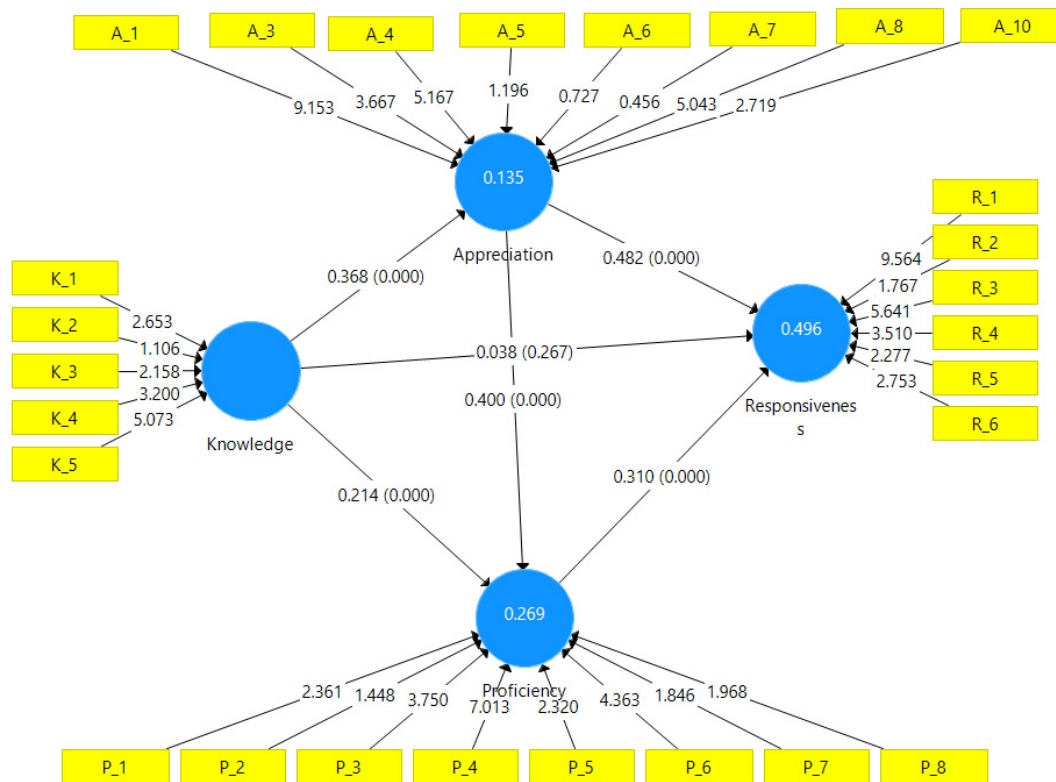 A_1
A_3
A_4
A_5
A_6
A_7
A_8
A_10
9.153
3.667
5.167
1.196
0.727
0.456
5.043
2.719
0.135
Appreciation
R_1
R_2
R_3
R_4
R_5
R_6
9.564
1.767
5.641
3.510
2.277
2.753
0.368 (0.000)
0.482 (0.000)
K_1
K_2
K_3
K_4
K_5
2.653
1.106
2.158
3.200
5.073
Knowledge
0.496
Responsivenes
s
0.038 (0.267)
0.400 (0.000)
0.214 (0.000)
0.310 (0.000)
0.269
Proficiency
2.361
1.448
3.750
7.013
2.320
4.363
1.846
1.968
P_1
P_2
P_3
P_4
P_5
P_6
P_7
P_8